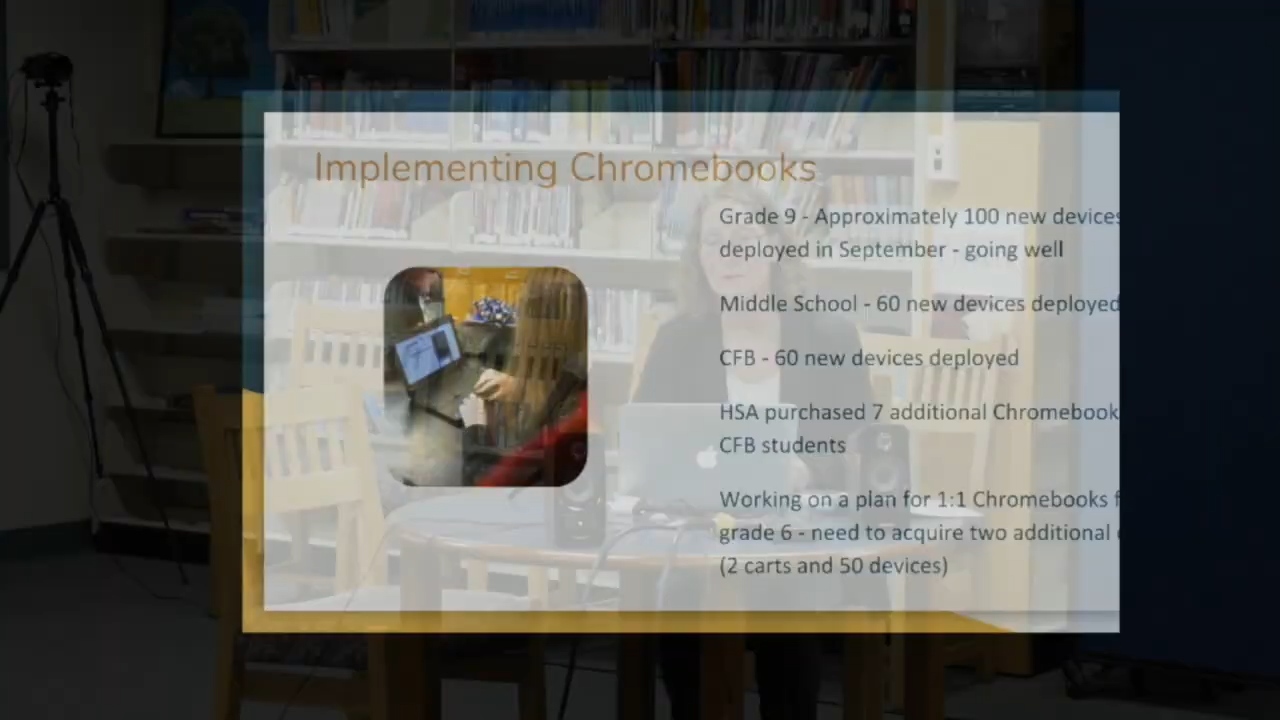 Implementing Chromebooks
Grade 9 - Approximately 100 new devices
deployed in September - going well
Middle School - 60 new devices deployed
CFB - 60 new devices deployed
HSA purchased 7 additional Chromebook
CFB students
Working on a plan for 1:1 Chromebooks
grade 6 - need to acquire two additional
(2 carts and 50 devices)